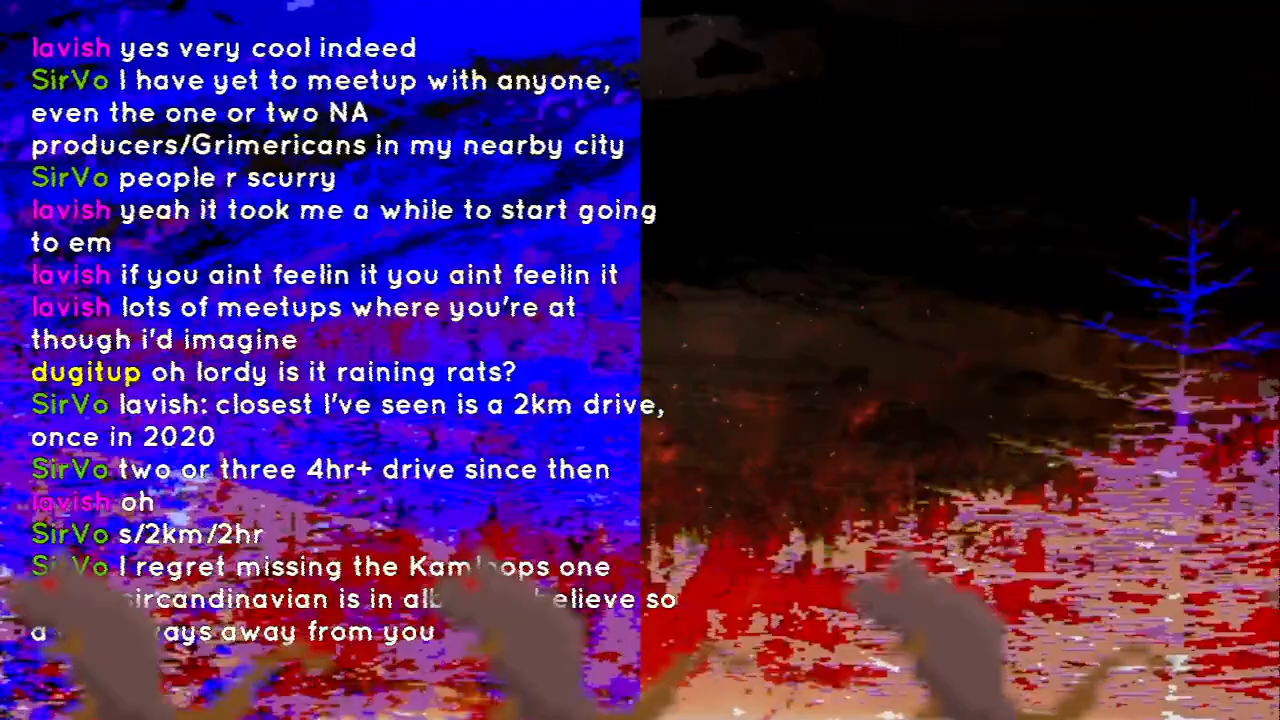 lavish yes very cool indeed
SirVo I have yet to meetup with anyone,
even the one or two NA
producers/Grimericans in my nearby city
SirVo people r scurry
lavish yeah it took me a while to start going
to em
lavish if you aint feelin it you aint feelin it
lavish lots of meetups where you're at
though i'd imagine
dugitup oh lordy is it raining rats?
SirVo lavish: closest I've seen is a 2km drive,
once in 2020
SirVo two or three 4hr+ drive since then
lavish oh
SirVo s/2km/2hr
SirVo I regret missing the Kamloops one
sircandinavian is in so
a away from you